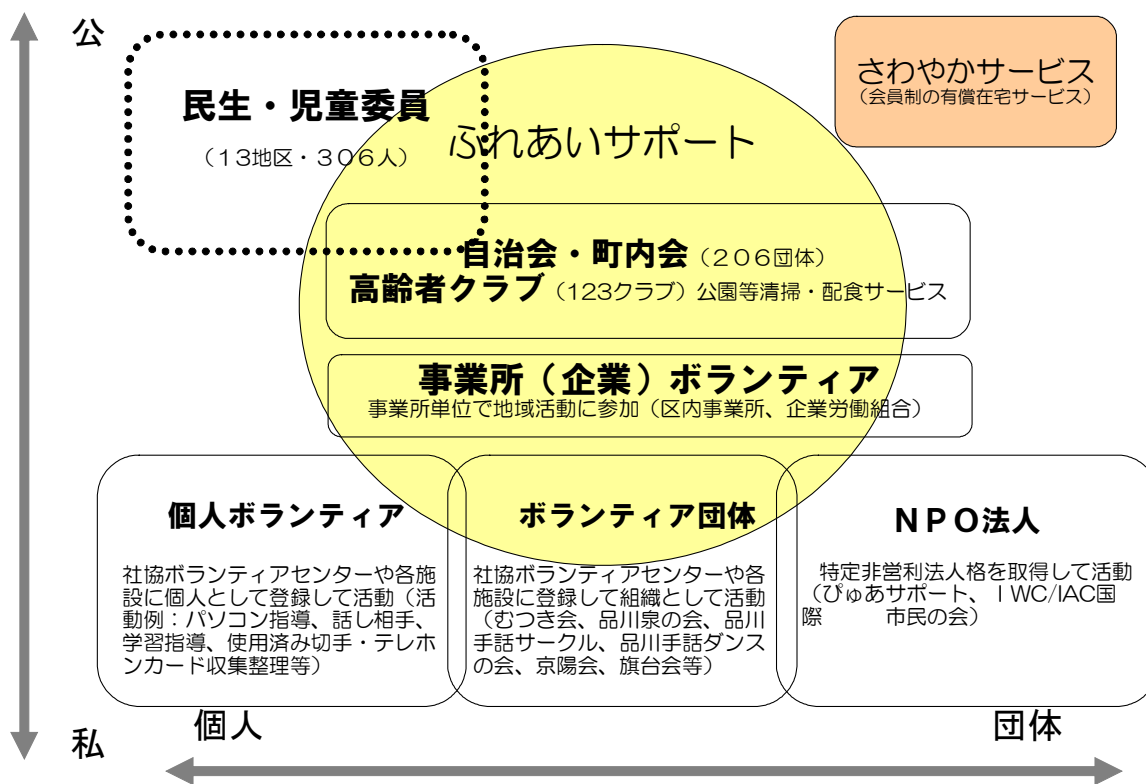 公
民生・児童委員
（１３地区・３０６人）
ふれあいサポート
さわやかサービス
（会員制の有償在宅サービス）
自治会・町内会（２０６団体）
高齢者クラブ（１２３クラブ）公園等清掃・配食サービス
事業所（企業）ボランティア
事業所単位で地域活動に参加（区内事業所、企業労働組合）
個人ボランティア
社協ボランティアセンターや各施
設に個人として登録して活動（活
動例：パソコン指導、話し相手、
学習指導、使用済み切手・テレホ
ンカード収集整理等）
ボランティア団体
社協ボランティアセンターや各
施設に登録して組織として活動
（むつき会、品川泉の会、品川
手話サークル、品川手話ダンス
の会、京陽会、旗台会等）
ＮＰＯ法人
特定非営利法人格を取得して活動
（ぴゅあサポート、ＩWC/IAC国
際　　　市民の会）
私
個人
団体